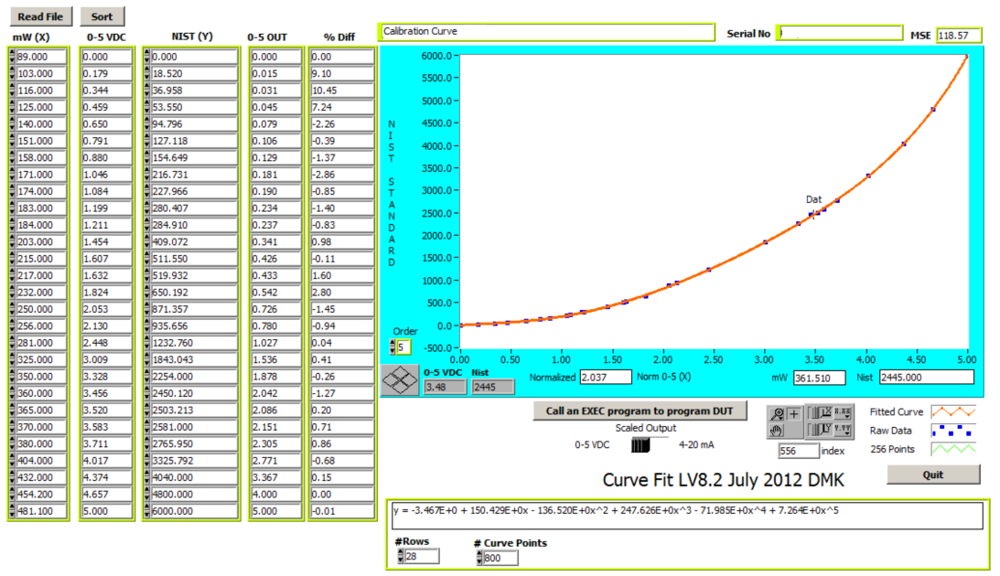 Read File Sort
mW (X) 0-5 VDC NIST (Y) 0-5 OUT % Diff
89.000 0.000 0.000 0.000 0.00
103.000 0.179 18.520 0.015 9.10
116.000 0.344 36.958 0.031 10.45
125.000 0.459 53.550 0.045 7.24
140.000 0.650 94.796 0.079 -2.26
151.000 0.791 127.118 0.106 -0.39
158.000 0.880 154.649 0.129 -1.37
171.000 1.046 216.731 0.181 -2.86
174.000 1.084 227.966 0.190 -0.85
183.000 1.199 280.407 0.234 -1.40
184.000 1.211 284.910 0.237 -0.83
203.000 1.454 409.072 0.341 0.98
215.000 1.607 511.550 0.426 -0.11
217.000 1.632 519.932 0.433 1.60
232.000 1.824 650.192 0.542 2.80
250.000 2.053 871.357 0.726 -1.45
256.000 2.130 935.656 0.780 -0.94
281.000 2.448 1232.760 1.027 0.04
325.000 3.009 1843.043 1.536 0.41
350.000 3.328 2254.000 1.878 -0.26
360.000 3.456 2450.120 2.042 -1.27
365.000 3.520 2503.213 2.086 0.20
370.000 3.583 2581.000 2.151 0.71
380.000 3.711 2765.950 2.305 0.86
404.000 4.017 3325.792 2.771 -0.68
432.000 4.374 4040.000 3.367 0.15
454.200 4.657 4800.000 4.000 0.00
481.100 5.000 6000.000 5.000 -0.01
Calibration Curve Serial No MSE 118.57
NIST STANDARD
6000.0
5500.0
5000.0
4500.0
4000.0
3500.0
3000.0
2500.0
2000.0
1500.0
1000.0
500.0
0.0
-500.0
Dat
0.00 0.50 1.00 1.50 2.00 2.50 3.00 3.50 4.00 4.50 5.00
Order
5
0-5 VDC Nist
3.48 2445
Normalized 2.037 Norm 0-5 (X) mW 361.510 Nist 2445.000
Call an EXEC program to program DUT
Scaled Output
0-5 VDC 4-20 mA
X X.XX
Y Y.YY
556 index
Fitted Curve
Raw Data
256 Points
Curve Fit LV8.2 July 2012 DMK
Quit
y = -3.467E+0 + 150.429E+0x - 136.520E+0x^2 + 247.626E+0x^3 - 71.985E+0x^4 + 7.264E+0x^5
#Rows
28
# Curve Points
800